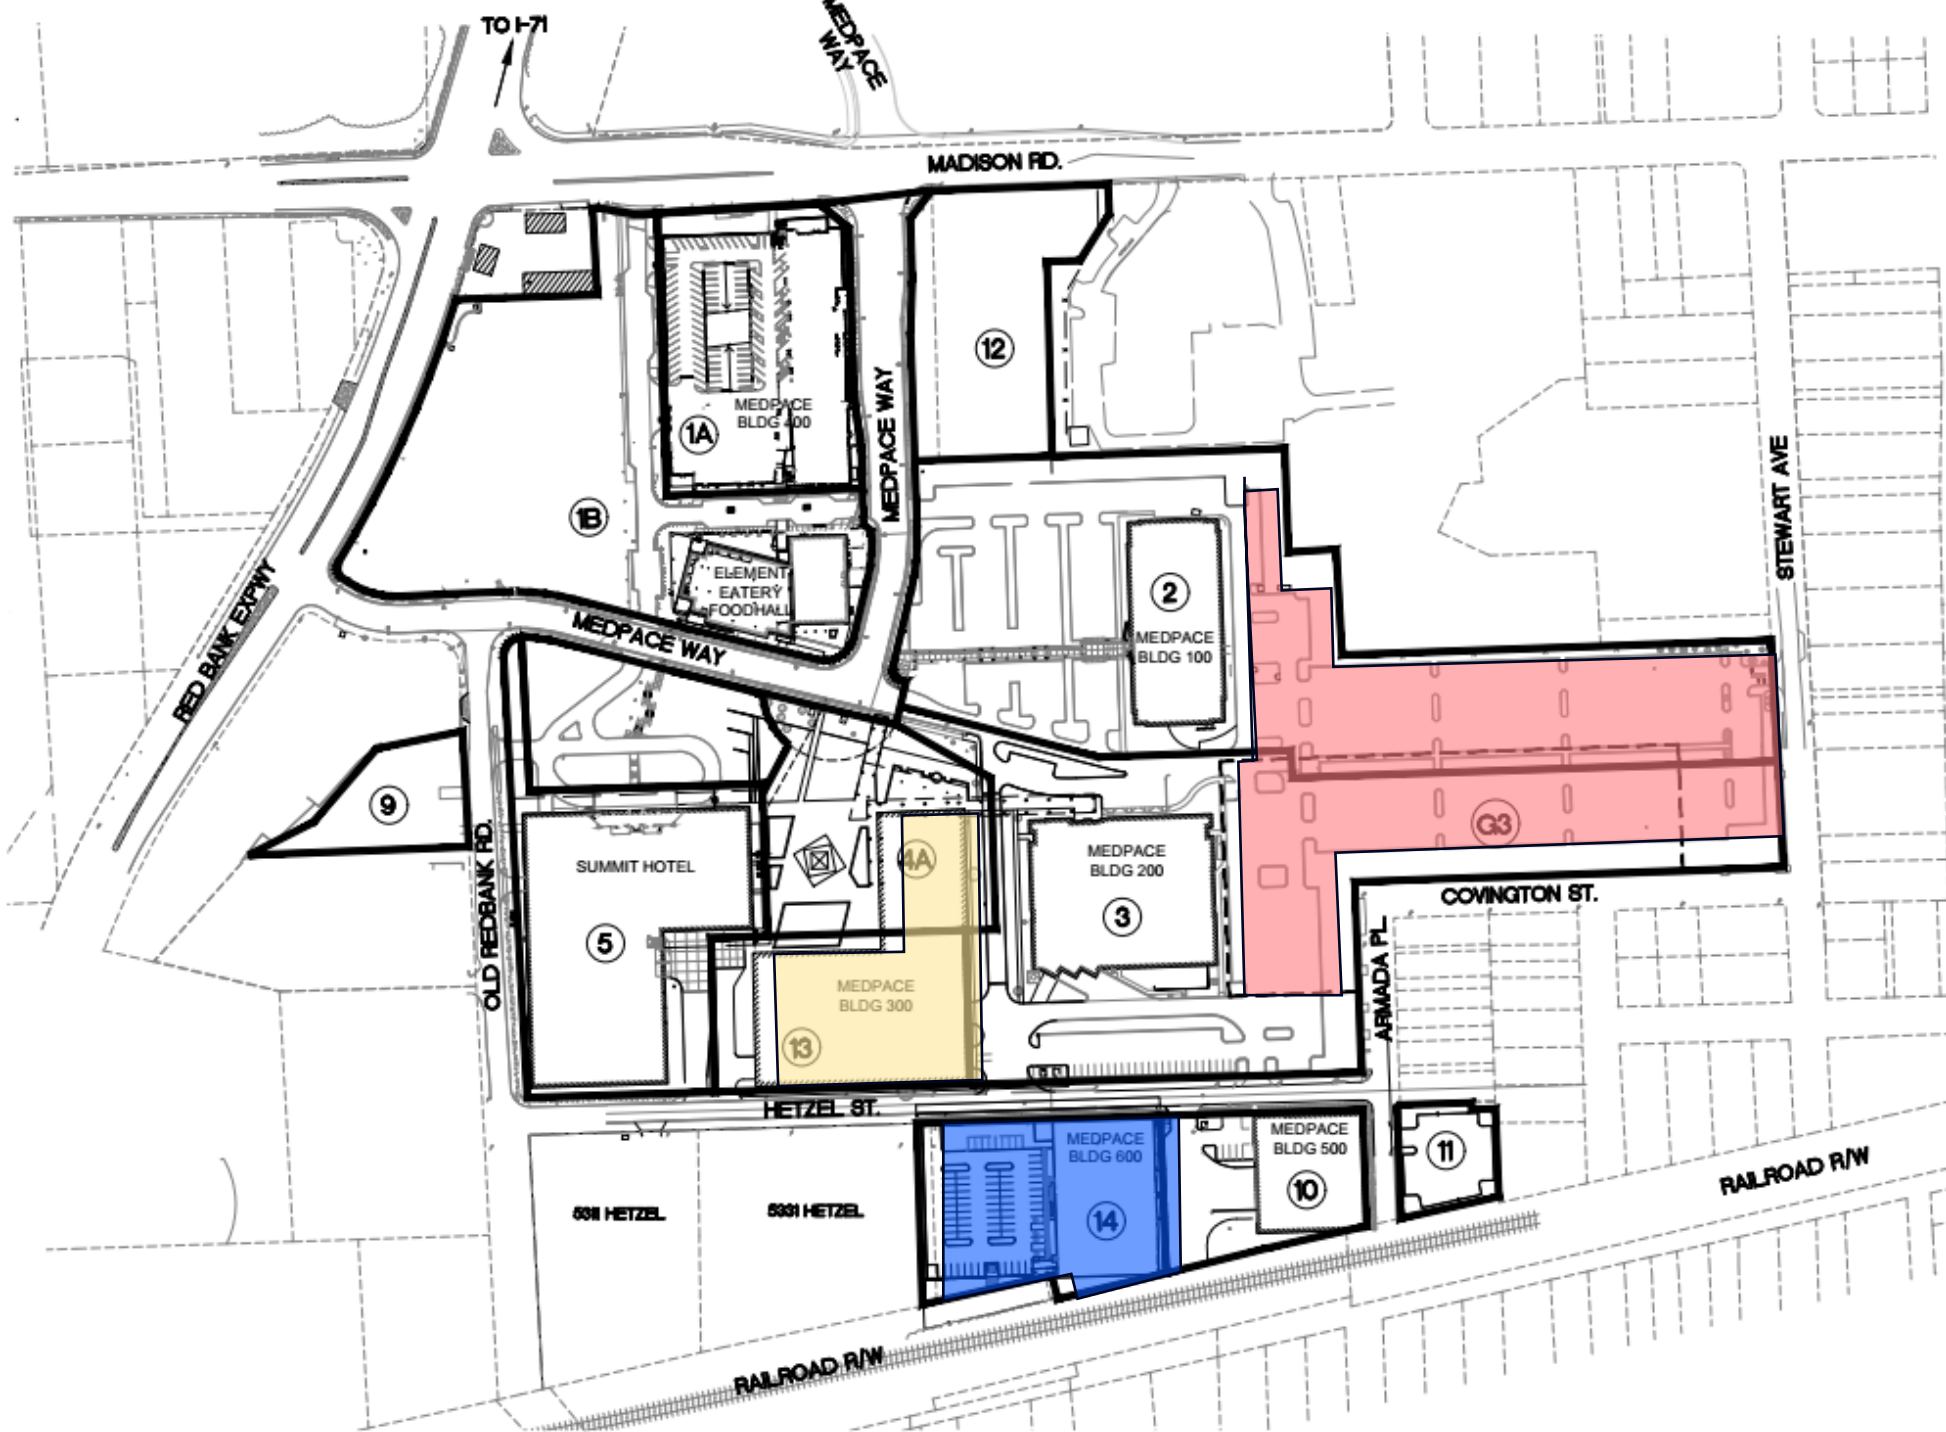 TO I-71
MEDPACE
WAY
MADISON RD.
12
MEDPACE
BLDG 400
1A
MEDPACE WAY
1B
STEWART AVE
ELEMENT
EATERY
FOODHALL
2
MEDPACE
BLDG 100
MEDPACE WAY
RED BANK EXPWY
9
OLD REDBANK RD.
SUMMIT HOTEL
5
4A
MEDPACE
BLDG 200
3
G3
COVINGTON ST.
ARMADA PL.
MEDPACE
BLDG 300
13
HETZEL ST.
MEDPACE
BLDG 600
14
MEDPACE
BLDG 500
10
11
5311 HETZEL
5331 HETZEL
RAILROAD R/W
RAILROAD R/W